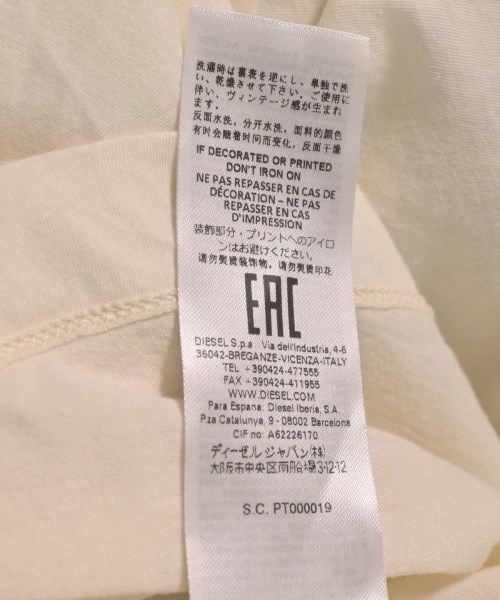 洗濯時は裏表を逆にし、単独で洗
い、乾燥させて下さい。ご使用に
伴い、ヴィンテージ感が生まれ
ます。
反面水洗，分开水洗，面料的颜色
有时会随着时间而变化，反面干燥
IF DECORATED OR PRINTED
DON'T IRON ON
NE PAS REPASSER EN CAS DE
DÉCORATION – NE PAS
REPASSER EN CAS
D'IMPRESSION
装飾部分・プリントへのアイロ
ンはお避けください。
请勿熨烫装饰物。请勿熨烫印花
EAC
DIESEL S.p.a Via dell'Industria, 4-6
36042-BREGANZE-VICENZA-ITALY
TEL +390424-477555
FAX +390424-411955
WWW.DIESEL.COM
Para Espana: Diesel Iberia, S.A.
Pza Catalunya, 9 - 08002 Barcelona
CIF no: A62226170
ディーゼル ジャパン(株)
大阪市中央区南船場3-12-12
S.C. PT000019